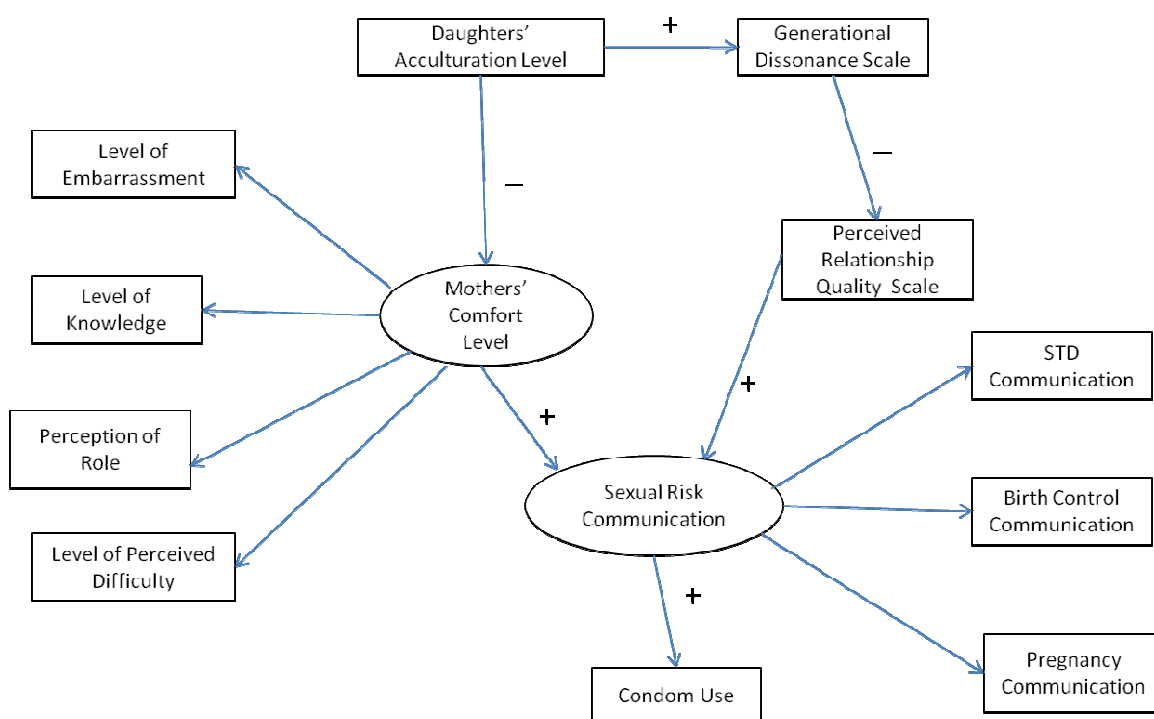 Daughters’
Acculturation Level
+
Generational
Dissonance Scale
Level of
Embarrassment
–
–
Perceived
Relationship
Quality Scale
Level of
Knowledge
Mothers’
Comfort
Level
STD
Communication
+
+
Perception of
Role
Sexual Risk
Communication
Birth Control
Communication
Level of Perceived
Difficulty
+
Pregnancy
Communication
Condom Use